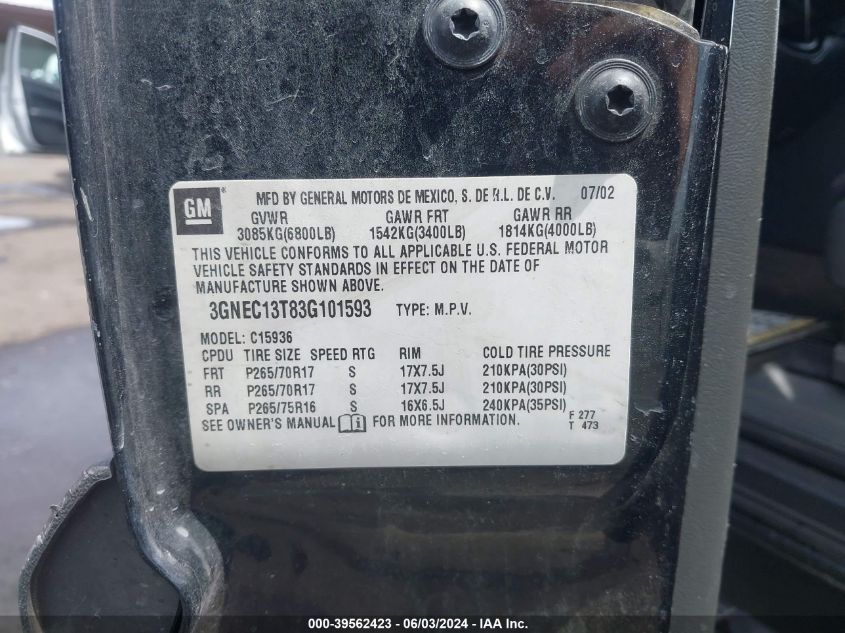 GM ® MFD BY GENERAL MOTORS DE MEXICO, S. DE R.L. DE C.V. 07/02
GVWR GAWR FRT GAWR RR
3085KG(6800LB) 1542KG(3400LB) 1814KG(4000LB)
THIS VEHICLE CONFORMS TO ALL APPLICABLE U.S. FEDERAL MOTOR
VEHICLE SAFETY STANDARDS IN EFFECT ON THE DATE OF
MANUFACTURE SHOWN ABOVE.
3GNEC13T83G101593 TYPE: M.P.V.
MODEL: C15936
CPDU TIRE SIZE SPEED RTG RIM COLD TIRE PRESSURE
FRT P265/70R17 S 17X7.5J 210KPA(30PSI)
RR P265/70R17 S 17X7.5J 210KPA(30PSI)
SPA P265/75R16 S 16X6.5J 240KPA(35PSI)
SEE OWNER'S MANUAL i FOR MORE INFORMATION.
F 277
T 473
000-39562423 - 06/03/2024 - IAA Inc.